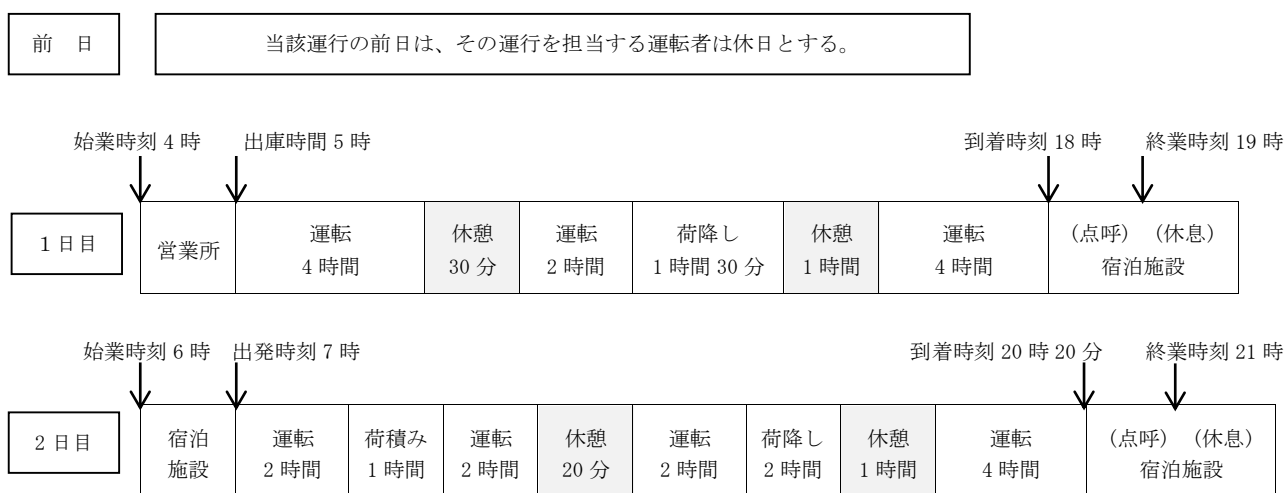 前 日
当該運行の前日は、その運行を担当する運転者は休日とする。
始業時刻 4 時 出庫時間 5 時 到着時刻 18 時 終業時刻 19 時
1 日目
営業所
運転
4 時間
休憩
30 分
運転
2 時間
荷降し
1 時間 30 分
休憩
1 時間
運転
4 時間
(点呼) (休息)
宿泊施設
始業時刻 6 時 出発時刻 7 時 到着時刻 20 時 20 分 終業時刻 21 時
2 日目
宿泊
施設
運転
2 時間
荷積み
1 時間
運転
2 時間
休憩
20 分
運転
2 時間
荷降し
2 時間
休憩
1 時間
運転
4 時間
(点呼) (休息)
宿泊施設